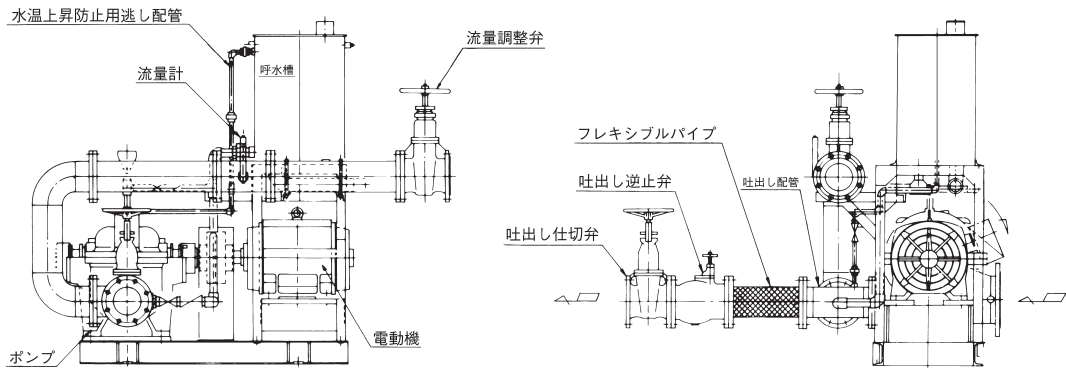 水温上昇防止用逃し配管
流量計
呼水槽
流量調整弁
ポンプ
電動機
フレキシブルパイプ
吐出し逆止弁
吐出し配管
吐出し仕切弁